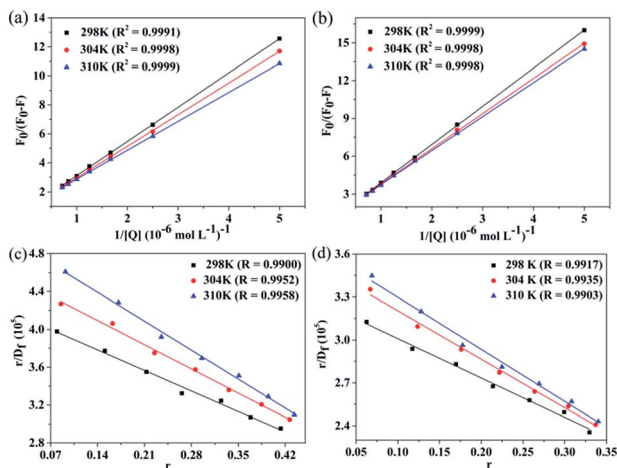 (a)
298K (R² = 0.9991)
304K (R² = 0.9998)
310K (R² = 0.9999)
F₀/(F₀-F)
14
12
10
8
6
4
2
0
1
2
3
4
5
1/[Q] (10⁻⁶ mol L⁻¹)⁻¹
(b)
298K (R² = 0.9999)
304K (R² = 0.9998)
310K (R² = 0.9998)
F₀/(F₀-F)
15
12
9
6
3
1
2
3
4
5
1/[Q] (10⁻⁶ mol L⁻¹)⁻¹
(c)
298K (R = 0.9900)
304K (R = 0.9952)
310K (R = 0.9958)
r/D_f (10⁵)
4.8
4.4
4.0
3.6
3.2
2.8
0.07
0.14
0.21
0.28
0.35
0.42
r
(d)
298 K (R = 0.9917)
304 K (R = 0.9935)
310 K (R = 0.9903)
r/D_f (10⁵)
3.6
3.3
3.0
2.7
2.4
0.05
0.10
0.15
0.20
0.25
0.30
0.35
r